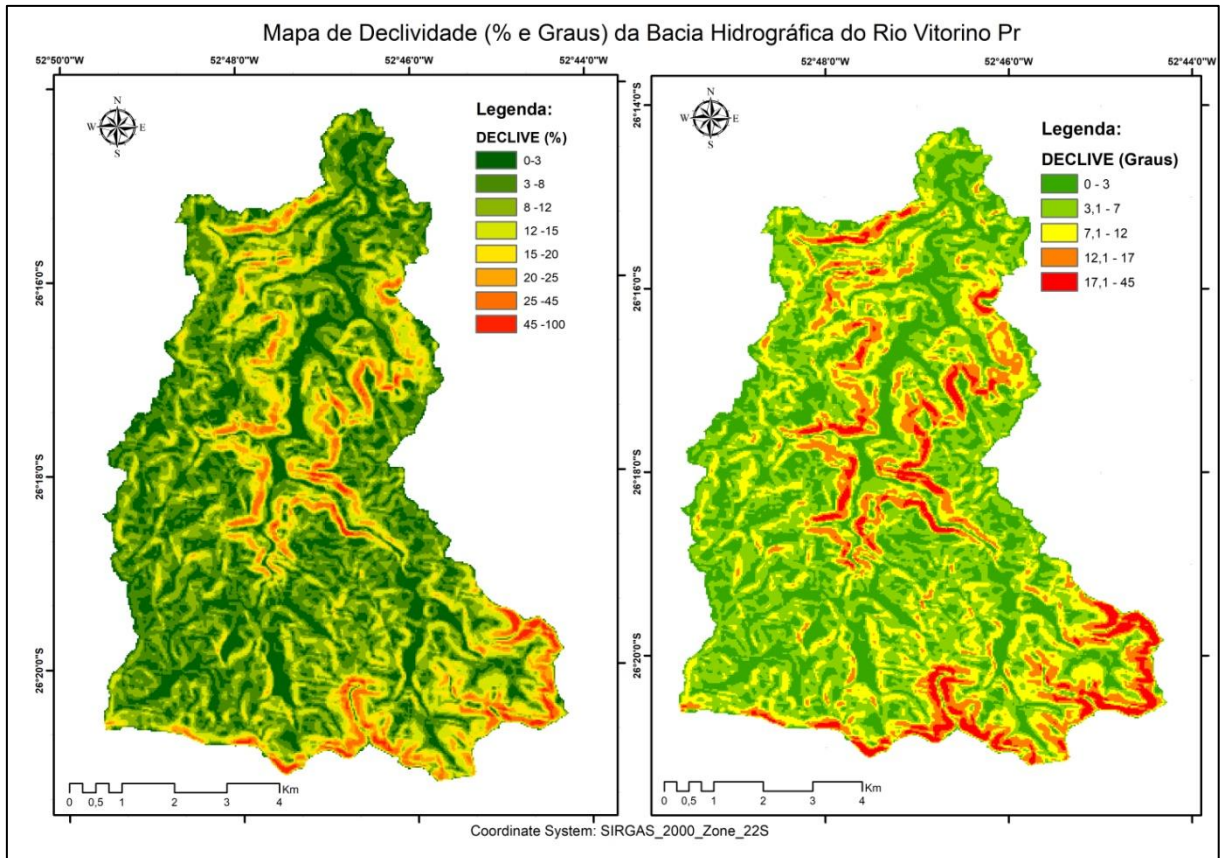 Mapa de Declividade (% e Graus) da Bacia Hidrográfica do Rio Vitorino Pr
52°50'0"W
52°48'0"W
52°46'0"W
52°44'0"W
26°16'0"S
26°18'0"S
26°20'0"S
N
W
E
S
Legenda:
DECLIVE (%)
0-3
3 -8
8 -12
12 -15
15 -20
20 -25
25 -45
45 -100
Km
0 0,5 1 2 3 4
52°48'0"W
52°46'0"W
52°44'0"W
26°14'0"S
26°16'0"S
26°18'0"S
26°20'0"S
N
W
E
S
Legenda:
DECLIVE (Graus)
0 - 3
3,1 - 7
7,1 - 12
12,1 - 17
17,1 - 45
Km
0 0,5 1 2 3 4
Coordinate System: SIRGAS_2000_Zone_22S